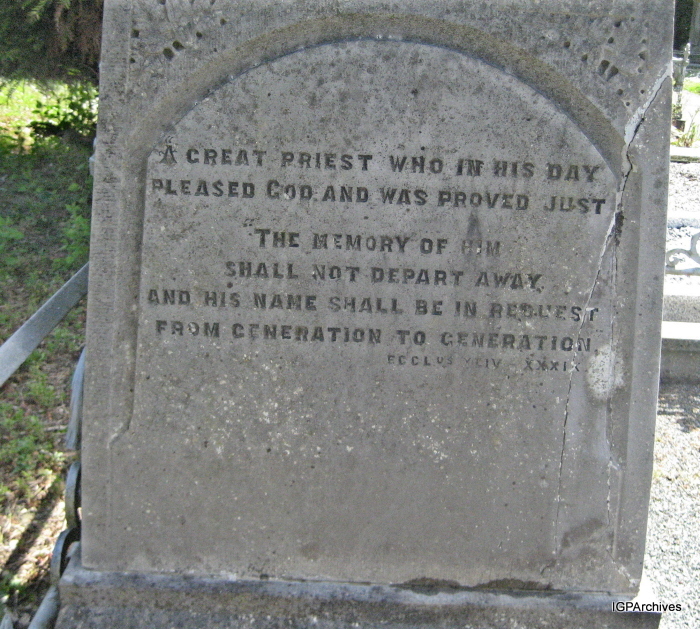 A GREAT PRIEST WHO IN HIS DAY
PLEASED GOD AND WAS PROVED JUST
THE MEMORY OF HIM
SHALL NOT DEPART AWAY
AND HIS NAME SHALL BE IN REQUEST
FROM GENERATION TO GENERATION.
ECCLUS XXXIX
IGPArchives